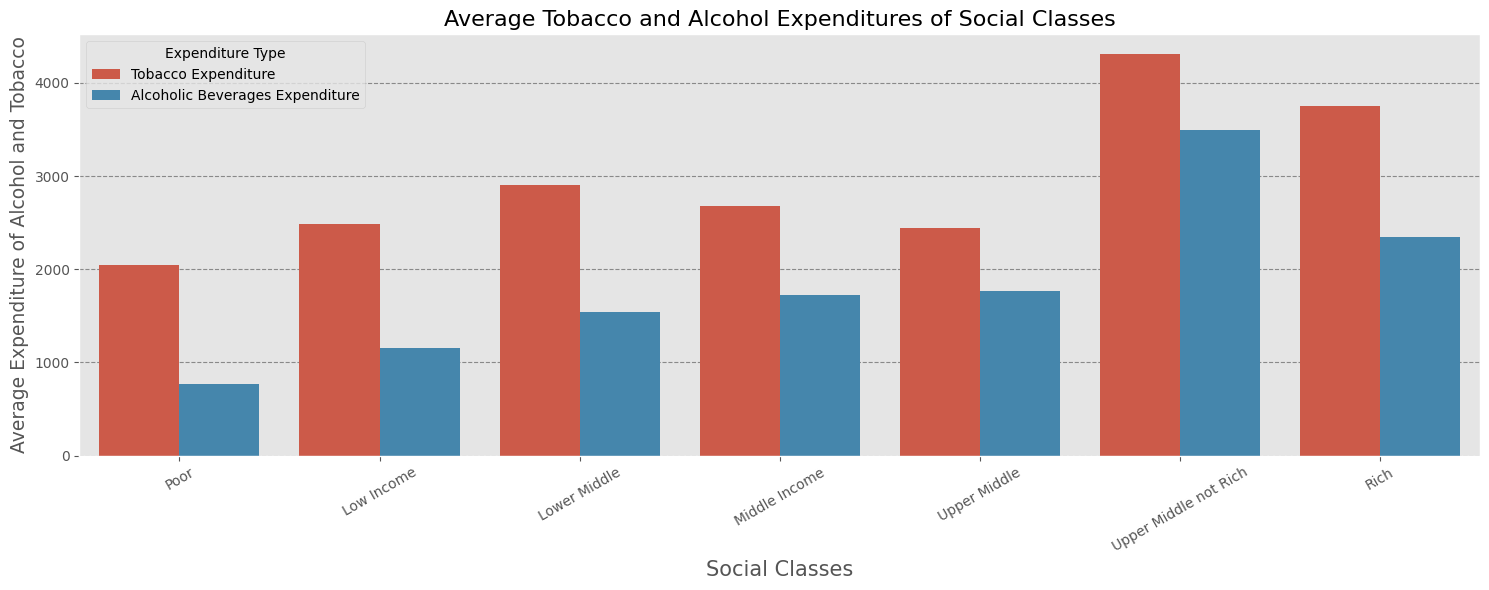 Average Tobacco and Alcohol Expenditures of Social Classes
Average Expenditure of Alcohol and Tobacco
Expenditure Type
Tobacco Expenditure
Alcoholic Beverages Expenditure
4000
3000
2000
1000
0
Poor
Low Income
Lower Middle
Middle Income
Upper Middle
Upper Middle not Rich
Rich
Social Classes